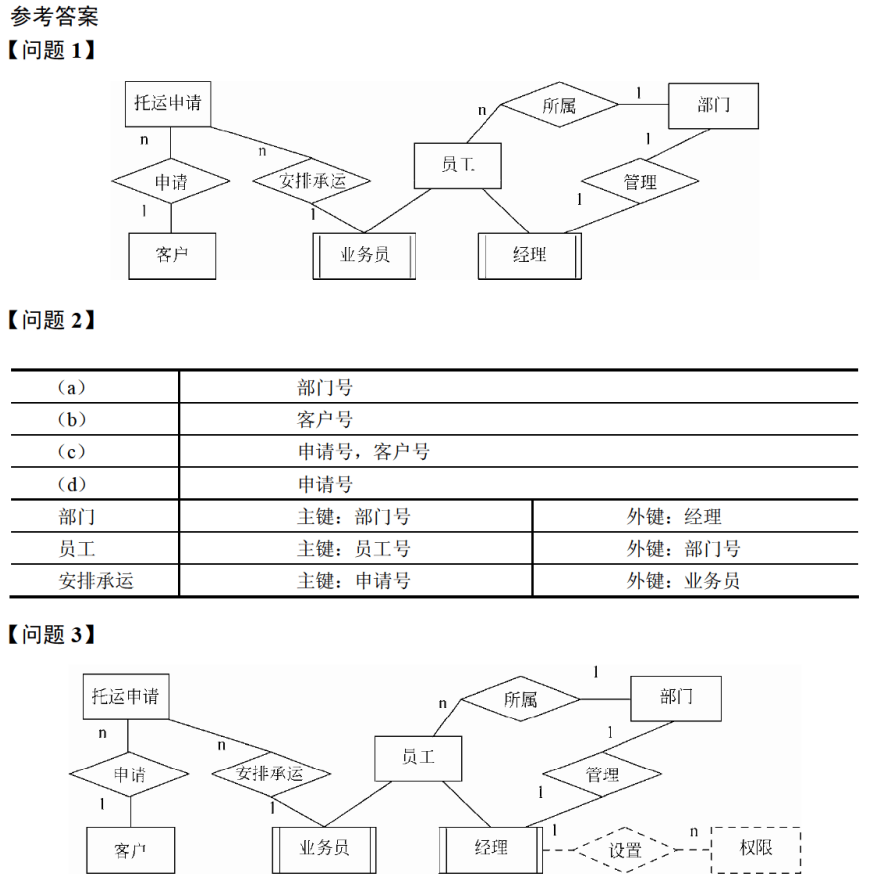 参考答案
【问题 1】
托运申请
所属
部门
n
1
n
n
1
员工
申请
安排承运
管理
1
1
1
客户
业务员
经理
【问题 2】
（a） 部门号
（b） 客户号
（c） 申请号，客户号
（d） 申请号
部门 主键：部门号 外键：经理
员工 主键：员工号 外键：部门号
安排承运 主键：申请号 外键：业务员
【问题 3】
1
托运申请
所属
部门
n
n
n
1
员工
申请
安排承运
管理
1
1
1
客户
业务员
经理
1
设置
n
权限